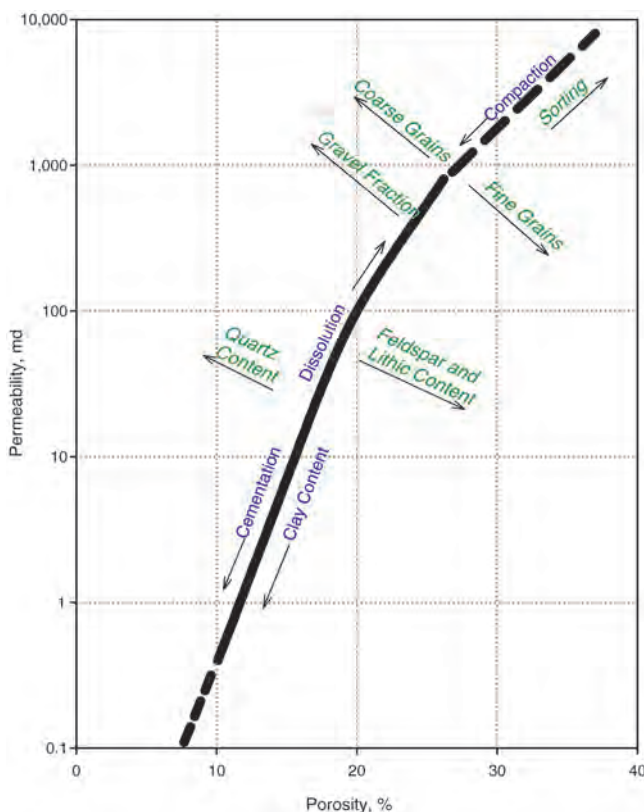 10,000
1,000
100
10
1
0.1
Permeability, md
Coarse Grains
Compaction
Sorting
Gravel Fraction
Fine Grains
Dissolution
Quartz
Content
Feldspar and
Lithic Content
Cementation
Clay Content
0
10
20
30
40
Porosity, %